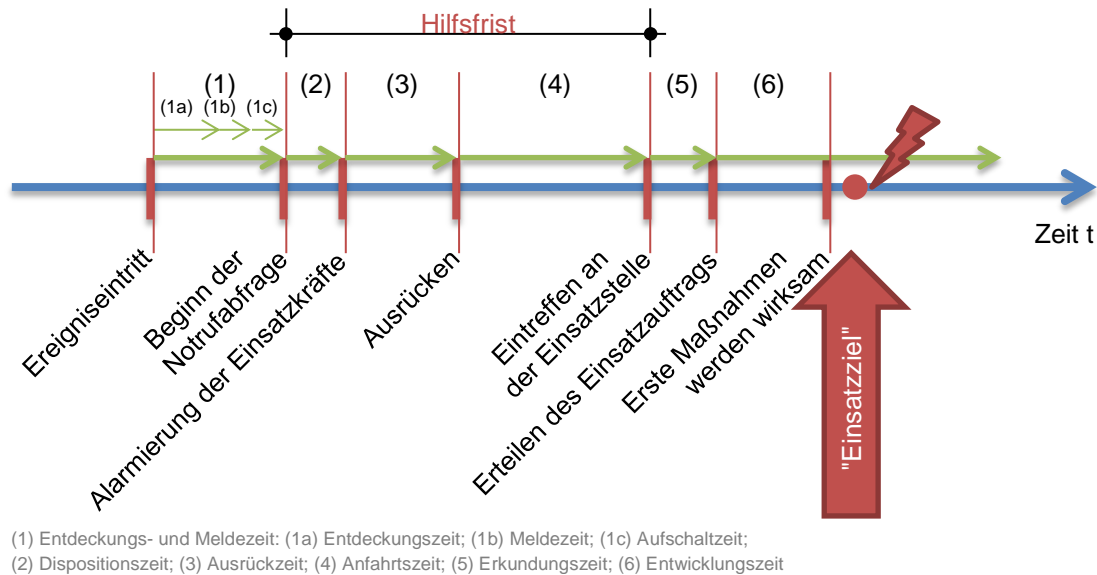 Hilfsfrist
(1) (2) (3) (4) (5) (6)
(1a) (1b) (1c)
Zeit t
Ereigniseintritt
Beginn der
Notrufabfrage
Alarmierung der Einsatzkräfte
Ausrücken
Eintreffen an
der Einsatzstelle
Erteilen des Einsatzauftrags
Erste Maßnahmen
werden wirksam
"Einsatzziel"
(1) Entdeckungs- und Meldezeit: (1a) Entdeckungszeit; (1b) Meldezeit; (1c) Aufschaltzeit;
(2) Dispositionszeit; (3) Ausrückzeit; (4) Anfahrtszeit; (5) Erkundungszeit; (6) Entwicklungszeit